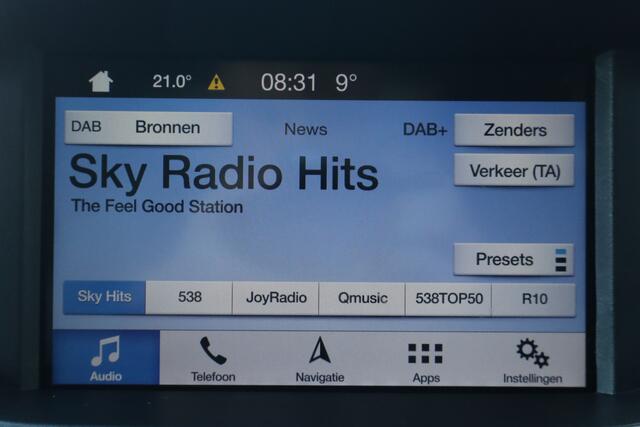 21.0° 08:31 9°
DAB Bronnen News DAB+ Zenders
Sky Radio Hits
Verkeer (TA)
The Feel Good Station
Presets
Sky Hits 538 JoyRadio Qmusic 538TOP50 R10
Audio Telefoon Navigatie Apps Instellingen